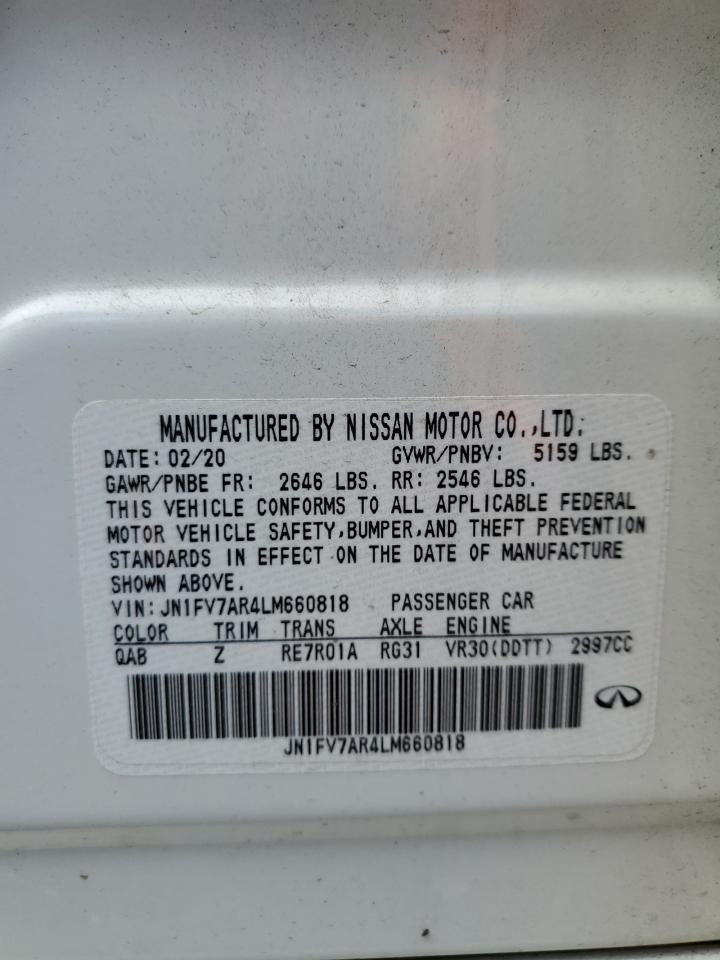 MANUFACTURED BY NISSAN MOTOR CO.,LTD.
DATE: 02/20 GVWR/PNBV: 5159 LBS.
GAWR/PNBE FR: 2646 LBS. RR: 2546 LBS.
THIS VEHICLE CONFORMS TO ALL APPLICABLE FEDERAL
MOTOR VEHICLE SAFETY,BUMPER,AND THEFT PREVENTION
STANDARDS IN EFFECT ON THE DATE OF MANUFACTURE
SHOWN ABOVE.
VIN:JN1FV7AR4LM660818 PASSENGER CAR
COLOR TRIM TRANS AXLE ENGINE
QAB Z RE7R01A RG31 VR30(DDTT) 2997CC
JN1FV7AR4LM660818